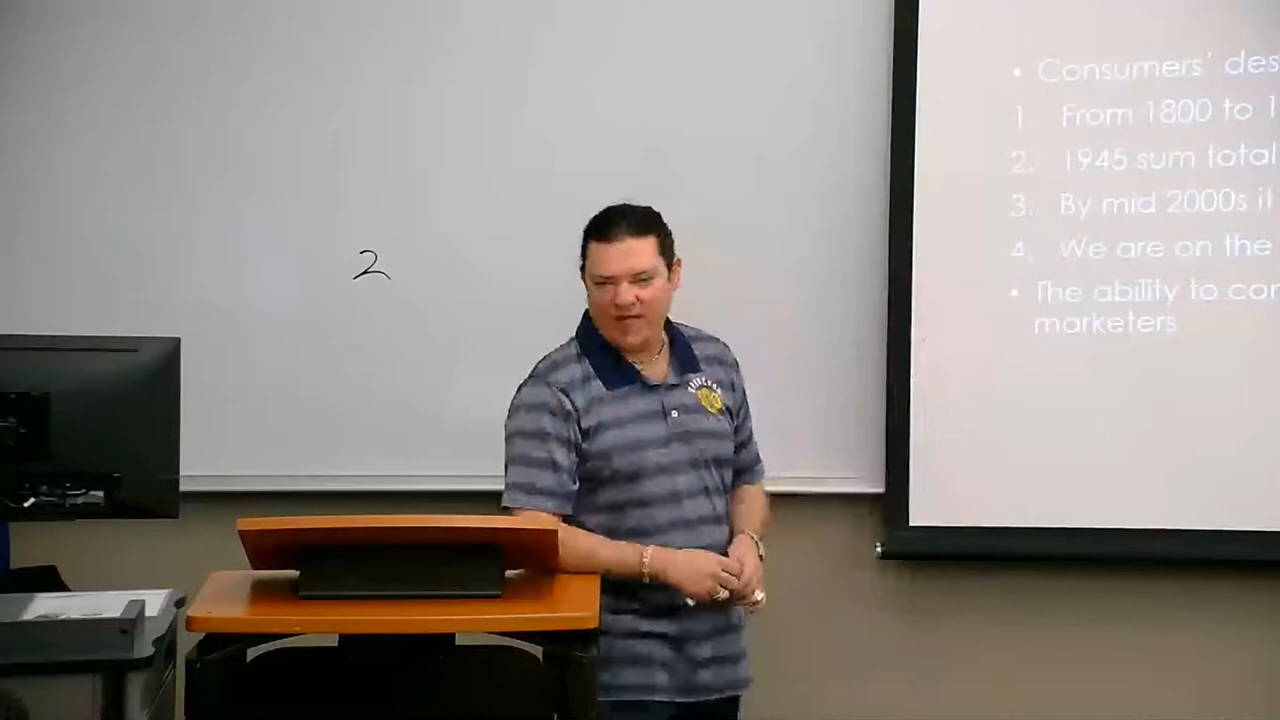 2
• Consumers' des
1 From 1800 to 1
2. 1945 sum total
3. By mid 2000s it
4. We are on the
• The ability to con
marketers